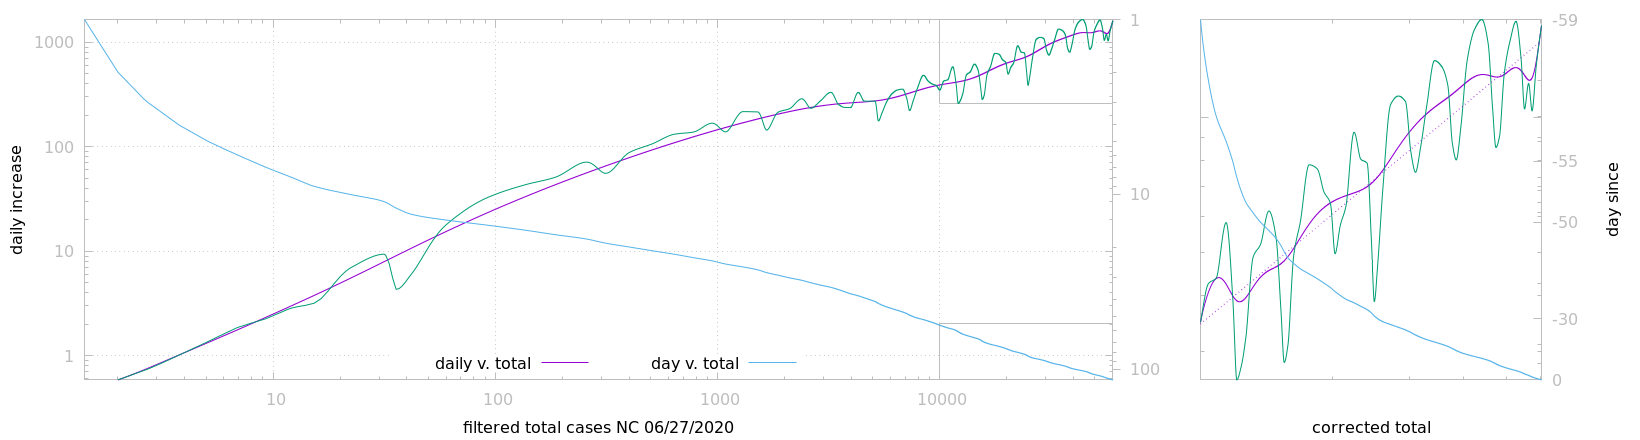 1000
100
10
1
daily increase
10
100
1000
10000
filtered total cases NC 06/27/2020
daily v. total
day v. total
1
10
100
-59
-55
-50
-30
0
day since
corrected total